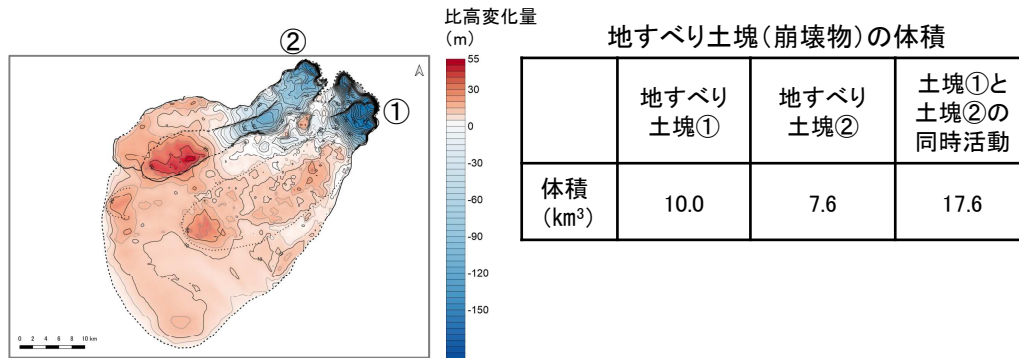 比高変化量
(m)
②
①
55
30
0
-30
-60
-90
-120
-150
0 2 4 6 8 10 km
地すべり土塊(崩壊物)の体積
地すべり
土塊①
地すべり
土塊②
土塊①と
土塊②の
同時活動
体積
(km³)
10.0
7.6
17.6